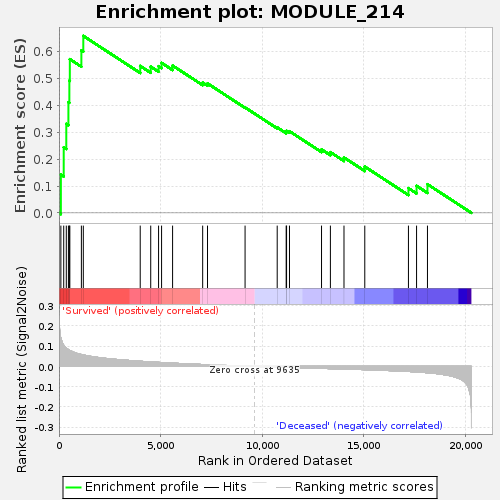 Enrichment plot: MODULE_214
Enrichment score (ES)
0.6
0.5
0.4
0.3
0.2
0.1
0.0
Ranked list metric (Signal2Noise)
0.3
0.2
0.1
0.0
-0.1
-0.2
-0.3
'Survived' (positively correlated)
Zero cross at 9635
'Deceased' (negatively correlated)
0
5,000
10,000
15,000
20,000
Rank in Ordered Dataset
Enrichment profile
Hits
Ranking metric scores